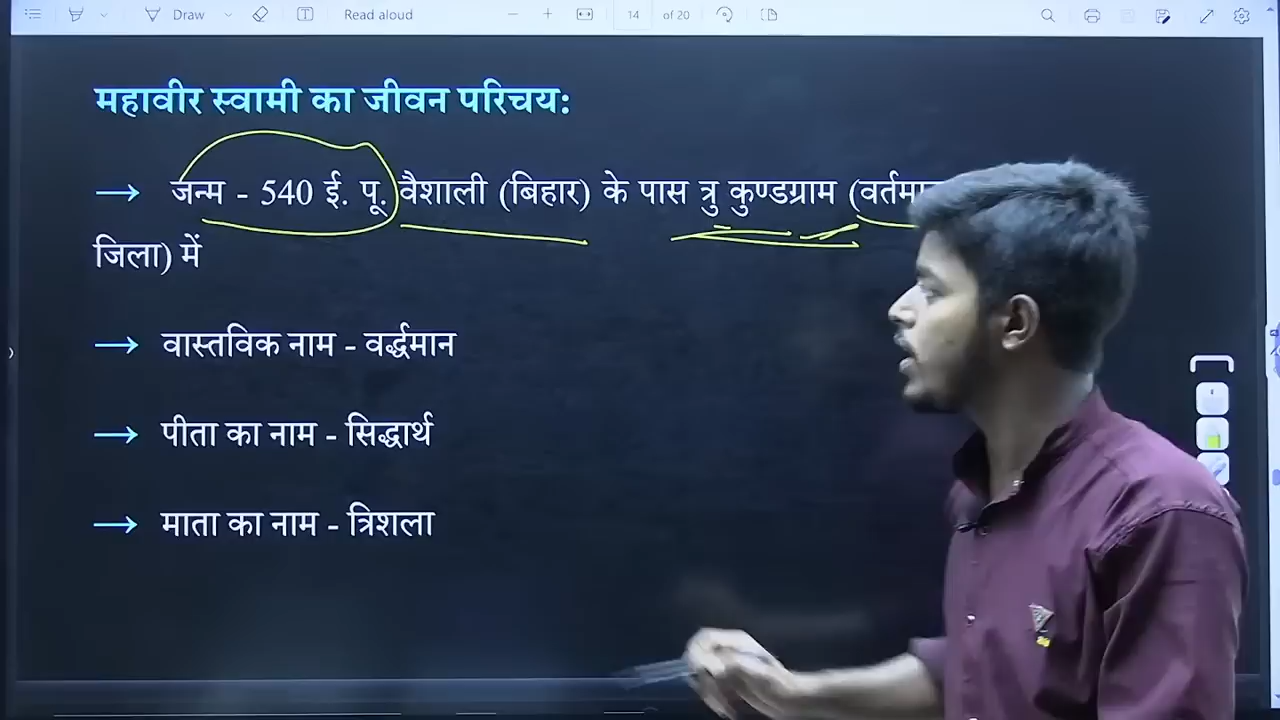 Draw
Read aloud
14 of 20
महावीर स्वामी का जीवन परिचय:
→ जन्म - 540 ई. पू. वैशाली (बिहार) के पास त्रु कुण्डग्राम (वर्तमा
जिला) में
→ वास्तविक नाम - वर्द्धमान
→ पीता का नाम - सिद्धार्थ
→ माता का नाम - त्रिशला